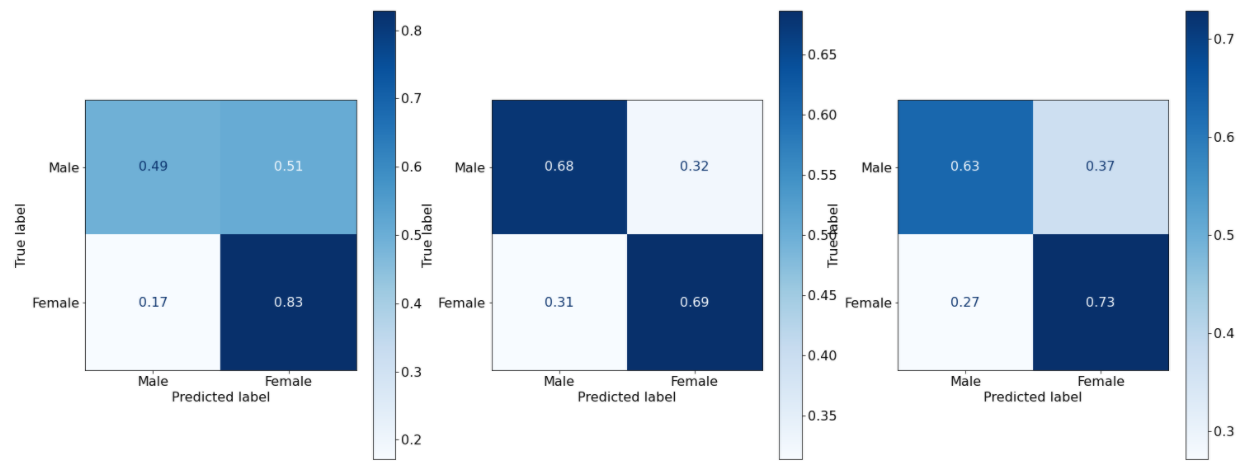 True label
Male
Female
0.49 0.51
0.17 0.83
Male Female
Predicted label
0.8
0.7
0.6
0.5
0.4
0.3
0.2
True label
Male
Female
0.68 0.32
0.31 0.69
Male Female
Predicted label
0.65
0.60
0.55
0.50
0.45
0.40
0.35
True label
Male
Female
0.63 0.37
0.27 0.73
Male Female
Predicted label
0.7
0.6
0.5
0.4
0.3